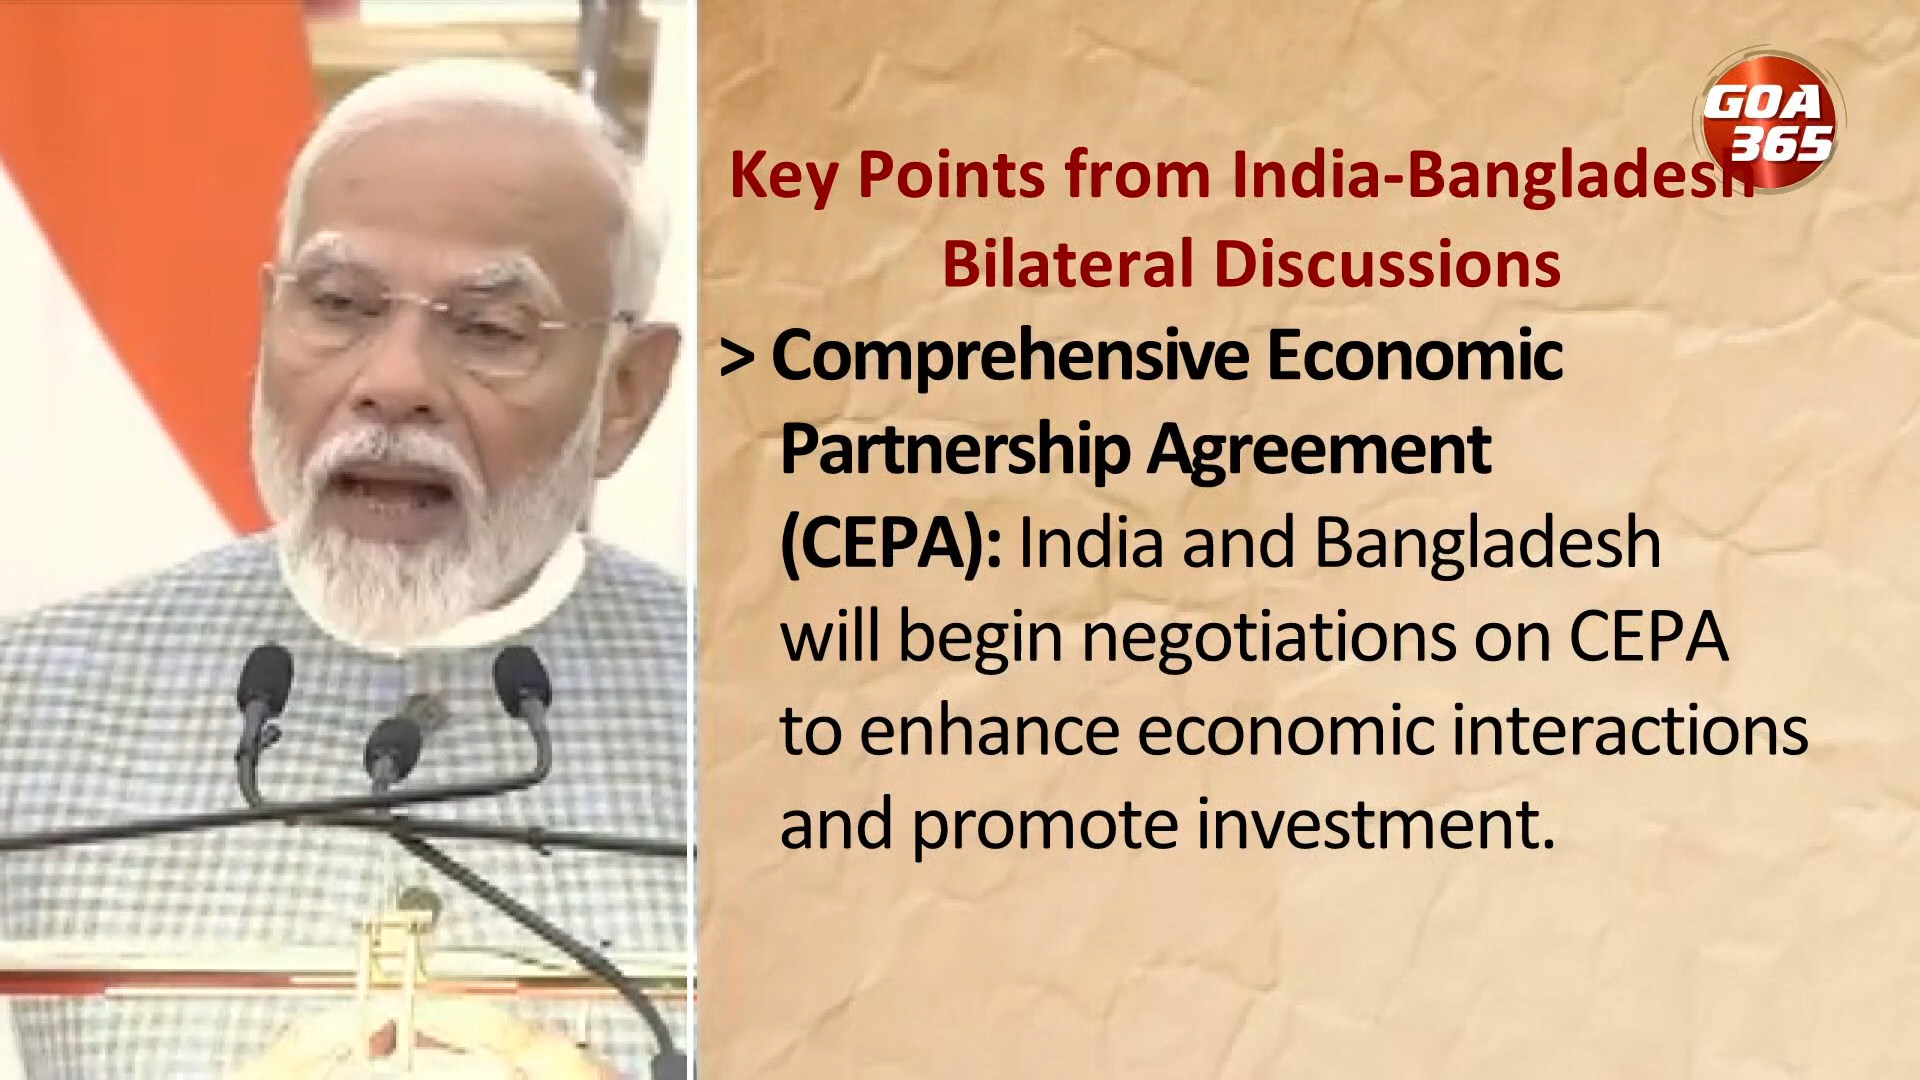 GOA
365
Key Points from India-Bangladesh
Bilateral Discussions
> Comprehensive Economic
Partnership Agreement
(CEPA): India and Bangladesh
will begin negotiations on CEPA
to enhance economic interactions
and promote investment.